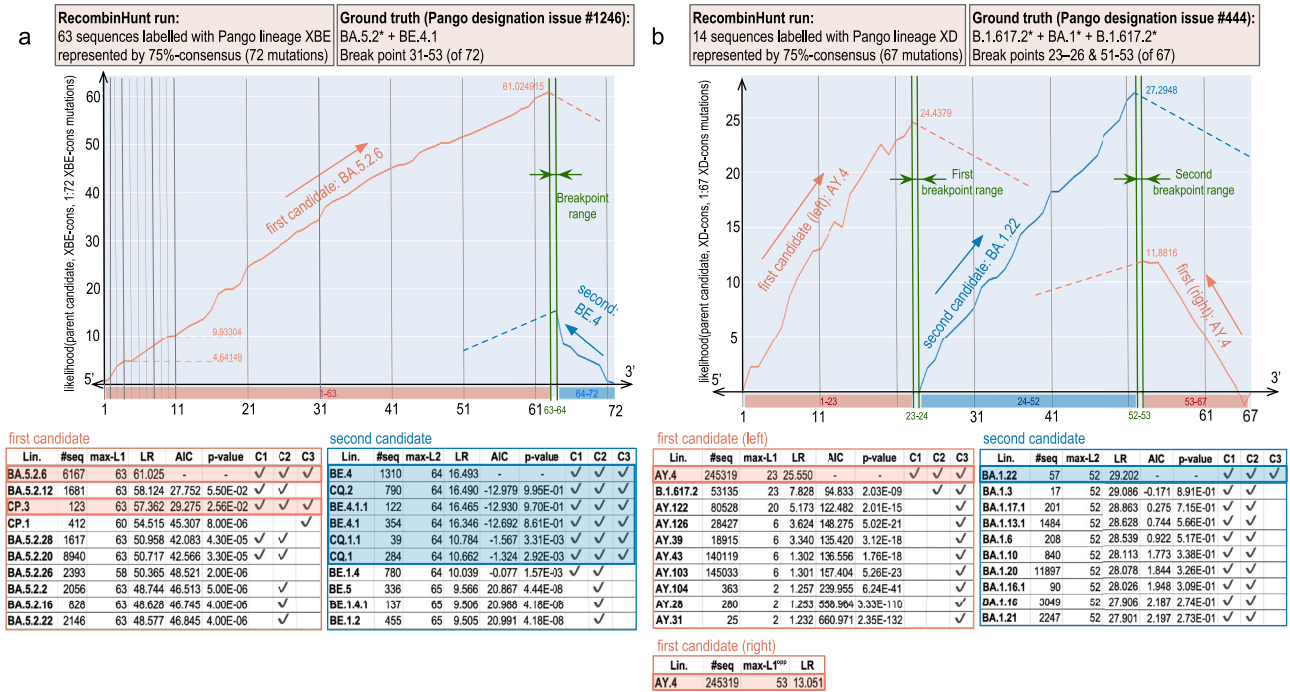 a
RecombinHunt run:
63 sequences labelled with Pango lineage XBE
represented by 75%-consensus (72 mutations)
Ground truth (Pango designation issue #1246):
BA.5.2* + BE.4.1
Break point 31-53 (of 72)
likelihood(parent candidate, XBE-cons, 1:72 XBE-cons mutations)
60
50
40
30
20
10
61.024915
first candidate: BA.5.2.6
Breakpoint
range
second:
BE.4
9.93304
4.64149
5'
3'
1-63
64-72
1 11 21 31 41 51 61 63-64 72
first candidate
Lin. #seq max-L1 LR AIC p-value C1 C2 C3
BA.5.2.6 6167 63 61.025 - - ✓ ✓ ✓
BA.5.2.12 1681 63 58.124 27.752 5.50E-02 ✓ ✓
CP.3 123 63 57.362 29.275 2.56E-02 ✓ ✓ ✓
CP.1 412 60 54.515 45.307 8.00E-06 ✓
BA.5.2.28 1617 63 50.958 42.083 4.30E-05 ✓ ✓
BA.5.2.20 8940 63 50.717 42.566 3.30E-05 ✓ ✓
BA.5.2.26 2393 58 50.365 48.521 2.00E-06
BA.5.2.2 2056 63 48.744 46.513 5.00E-06 ✓
BA.5.2.16 828 63 48.628 46.745 4.00E-06 ✓
BA.5.2.22 2146 63 48.577 46.845 4.00E-06 ✓
second candidate
Lin. #seq max-L2 LR AIC p-value C1 C2 C3
BE.4 1310 64 16.493 - - ✓ ✓ ✓
CQ.2 790 64 16.490 -12.979 9.95E-01 ✓ ✓ ✓
BE.4.1.1 122 64 16.465 -12.930 9.70E-01 ✓ ✓ ✓
BE.4.1 354 64 16.346 -12.692 8.61E-01 ✓ ✓ ✓
CQ.1.1 39 64 10.784 -1.567 3.31E-03 ✓ ✓ ✓
CQ.1 284 64 10.662 -1.324 2.92E-03 ✓ ✓ ✓
BE.1.4 780 64 10.039 -0.077 1.57E-03 ✓ ✓
BE.5 336 65 9.566 20.867 4.44E-08 ✓
BE.1.4.1 137 65 9.506 20.988 4.18E-08 ✓
BE.1.2 455 65 9.505 20.991 4.18E-08 ✓
b
RecombinHunt run:
14 sequences labelled with Pango lineage XD
represented by 75%-consensus (67 mutations)
Ground truth (Pango designation issue #444):
B.1.617.2* + BA.1* + B.1.617.2*
Break points 23–26 & 51-53 (of 67)
likelihood(parent candidate, XD-cons, 1:67 XD-cons mutations)
25
20
15
10
5
24.4379
27.2948
11.8816
first candidate (left): AY.4
First
breakpoint range
second candidate: BA.1.22
Second
breakpoint range
first (right): AY.4
5'
3'
1-23
24-52
53-67
1 11 23-24 31 41 52-53 61 67
first candidate (left)
Lin. #seq max-L1 LR AIC p-value C1 C2 C3
AY.4 245319 23 25.550 - - ✓ ✓ ✓
B.1.617.2 53135 23 7.828 94.833 2.03E-09 ✓ ✓
AY.122 80528 20 5.173 122.482 2.01E-15 ✓
AY.126 28427 6 3.624 148.275 5.02E-21 ✓
AY.39 18915 6 3.340 135.420 3.12E-18 ✓
AY.43 140119 6 1.302 136.556 1.76E-18 ✓
AY.103 145033 6 1.301 157.404 5.26E-23 ✓
AY.104 363 2 1.257 239.955 6.24E-41 ✓
AY.28 280 2 1.253 558.964 3.33E-110 ✓
AY.31 25 2 1.232 660.971 2.35E-132 ✓
second candidate
Lin. #seq max-L2 LR AIC p-value C1 C2 C3
BA.1.22 57 52 29.202 - - ✓ ✓ ✓
BA.1.3 17 52 29.086 -0.171 8.91E-01 ✓ ✓
BA.1.17.1 201 52 28.863 0.275 7.15E-01 ✓ ✓
BA.1.13.1 1484 52 28.628 0.744 5.66E-01 ✓ ✓
BA.1.6 208 52 28.539 0.922 5.17E-01 ✓ ✓
BA.1.10 840 52 28.113 1.773 3.38E-01 ✓ ✓
BA.1.20 11897 52 28.078 1.844 3.26E-01 ✓ ✓
BA.1.16.1 90 52 28.026 1.948 3.09E-01 ✓ ✓
BA.1.16 3049 52 27.906 2.187 2.74E-01 ✓ ✓
BA.1.21 2247 52 27.901 2.197 2.73E-01 ✓ ✓
first candidate (right)
Lin. #seq max-L1ᵒᵖᵖ LR
AY.4 245319 53 13.051